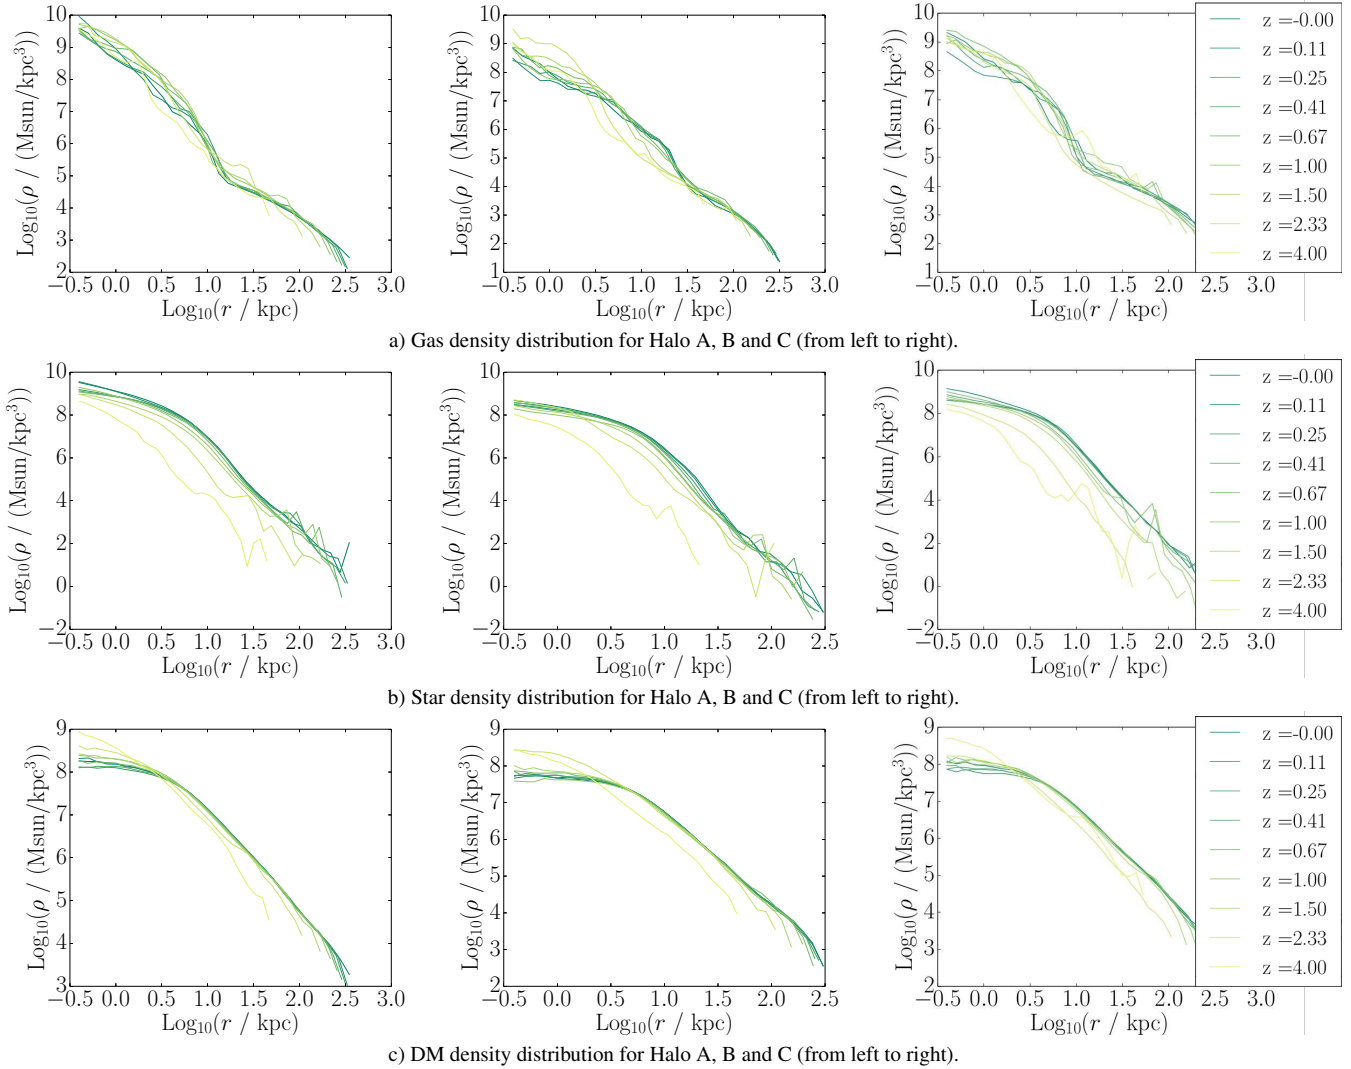 10
9
8
7
6
5
4
3
2
−0.5 0.0 0.5 1.0 1.5 2.0 2.5 3.0
Log10(r / kpc)
Log10(ρ / (Msun/kpc³))
10
9
8
7
6
5
4
3
2
1
−0.5 0.0 0.5 1.0 1.5 2.0 2.5 3.0
Log10(r / kpc)
Log10(ρ / (Msun/kpc³))
10
9
8
7
6
5
4
3
2
1
−0.5 0.0 0.5 1.0 1.5 2.0 2.5 3.0
Log10(r / kpc)
Log10(ρ / (Msun/kpc³))
z =-0.00
z =0.11
z =0.25
z =0.41
z =0.67
z =1.00
z =1.50
z =2.33
z =4.00
a) Gas density distribution for Halo A, B and C (from left to right).
10
8
6
4
2
0
−2
−0.5 0.0 0.5 1.0 1.5 2.0 2.5 3.0
Log10(r / kpc)
Log10(ρ / (Msun/kpc³))
10
8
6
4
2
0
−2
−0.5 0.0 0.5 1.0 1.5 2.0 2.5
Log10(r / kpc)
Log10(ρ / (Msun/kpc³))
10
8
6
4
2
0
−2
−0.5 0.0 0.5 1.0 1.5 2.0 2.5 3.0
Log10(r / kpc)
Log10(ρ / (Msun/kpc³))
z =-0.00
z =0.11
z =0.25
z =0.41
z =0.67
z =1.00
z =1.50
z =2.33
z =4.00
b) Star density distribution for Halo A, B and C (from left to right).
9
8
7
6
5
4
3
−0.5 0.0 0.5 1.0 1.5 2.0 2.5 3.0
Log10(r / kpc)
Log10(ρ / (Msun/kpc³))
9
8
7
6
5
4
3
2
−0.5 0.0 0.5 1.0 1.5 2.0 2.5
Log10(r / kpc)
Log10(ρ / (Msun/kpc³))
9
8
7
6
5
4
3
2
−0.5 0.0 0.5 1.0 1.5 2.0 2.5 3.0
Log10(r / kpc)
Log10(ρ / (Msun/kpc³))
z =-0.00
z =0.11
z =0.25
z =0.41
z =0.67
z =1.00
z =1.50
z =2.33
z =4.00
c) DM density distribution for Halo A, B and C (from left to right).